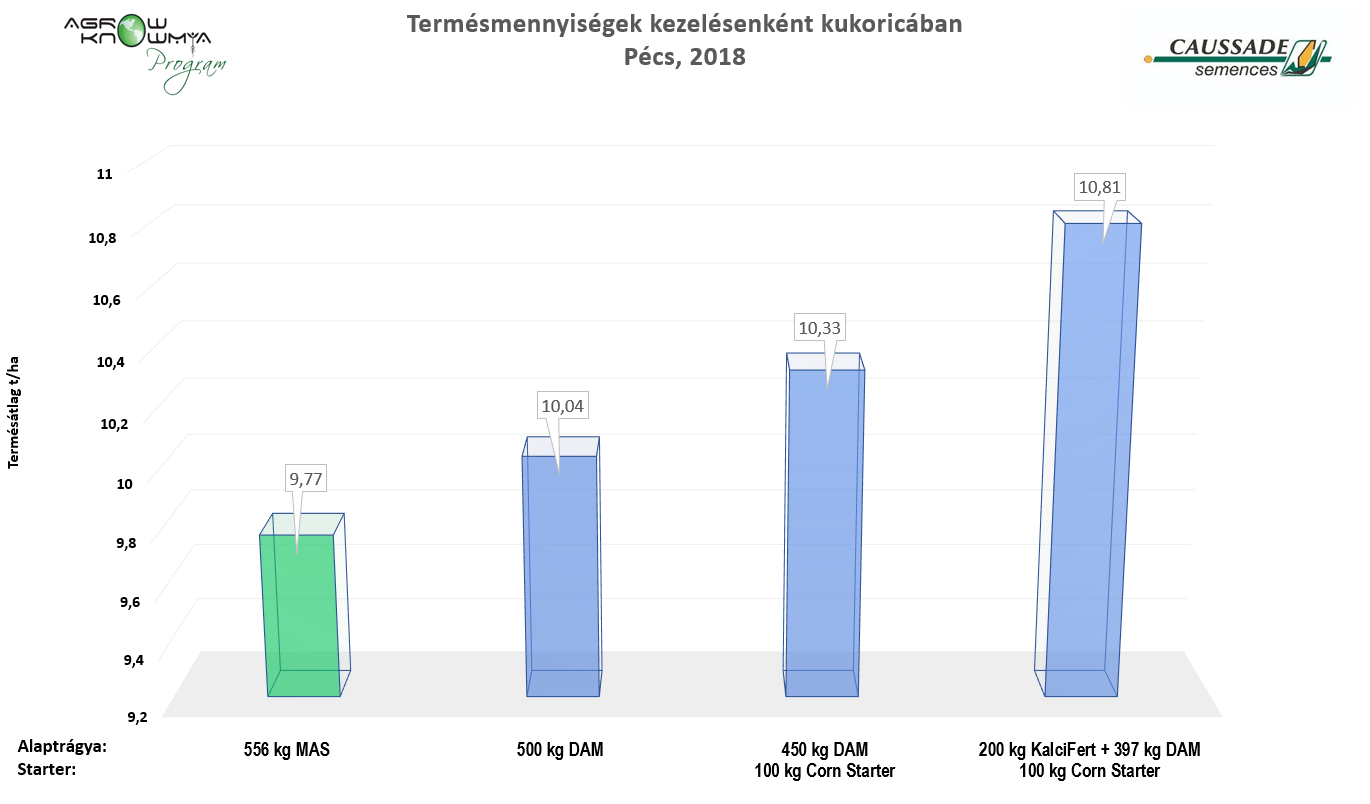 AGROW
KNOWMYA
Program
Termésmennyiségek kezelésenként kukoricában
Pécs, 2018
CAUSSADE
semences
Termésátlag t/ha
11
10,8
10,6
10,4
10,2
10
9,8
9,6
9,4
9,2
9,77
10,04
10,33
10,81
Alaptrágya: 556 kg MAS 500 kg DAM 450 kg DAM 200 kg KalciFert + 397 kg DAM
Starter: 100 kg Corn Starter 100 kg Corn Starter